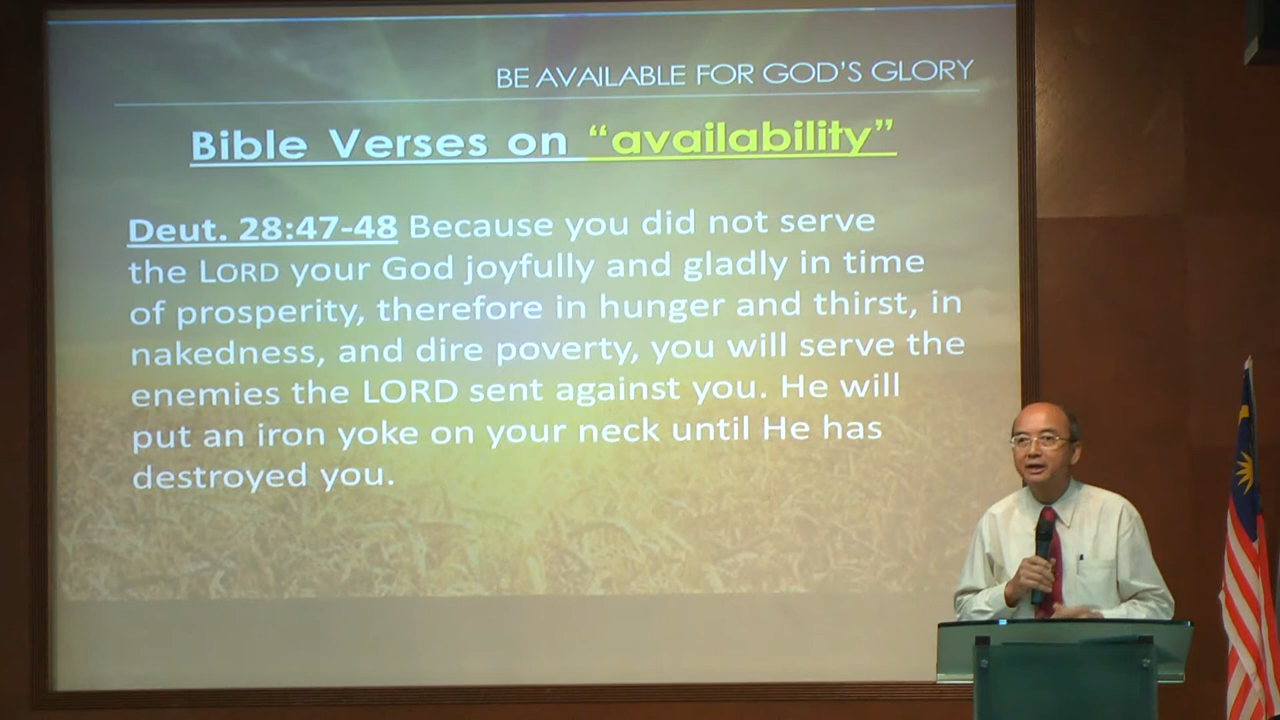 BE AVAILABLE FOR GOD'S GLORY
Bible Verses on “availability”
Deut. 28:47-48 Because you did not serve
the LORD your God joyfully and gladly in time
of prosperity, therefore in hunger and thirst, in
nakedness, and dire poverty, you will serve the
enemies the LORD sent against you. He will
put an iron yoke on your neck until He has
destroyed you.